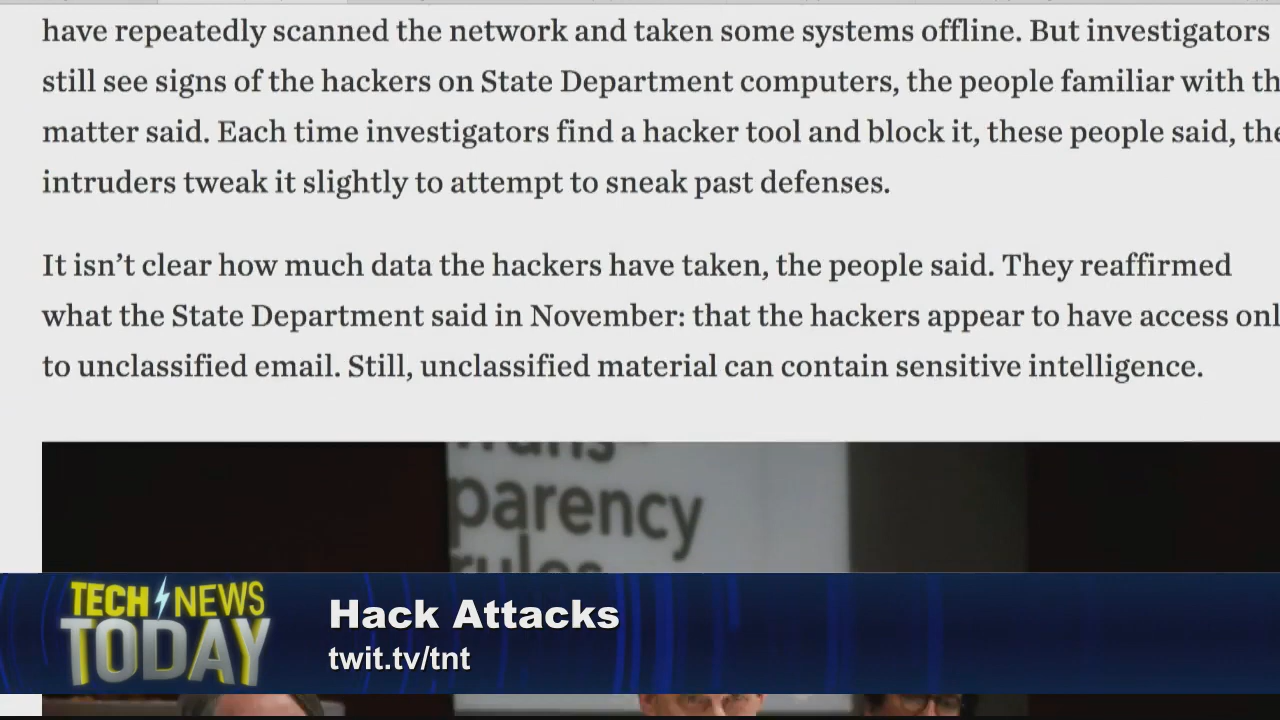 have repeatedly scanned the network and taken some systems offline. But investigators
still see signs of the hackers on State Department computers, the people familiar with th
matter said. Each time investigators find a hacker tool and block it, these people said, the
intruders tweak it slightly to attempt to sneak past defenses.
It isn’t clear how much data the hackers have taken, the people said. They reaffirmed
what the State Department said in November: that the hackers appear to have access onl
to unclassified email. Still, unclassified material can contain sensitive intelligence.
Trans-
parency
rules
TECH NEWS
TODAY
Hack Attacks
twit.tv/tnt